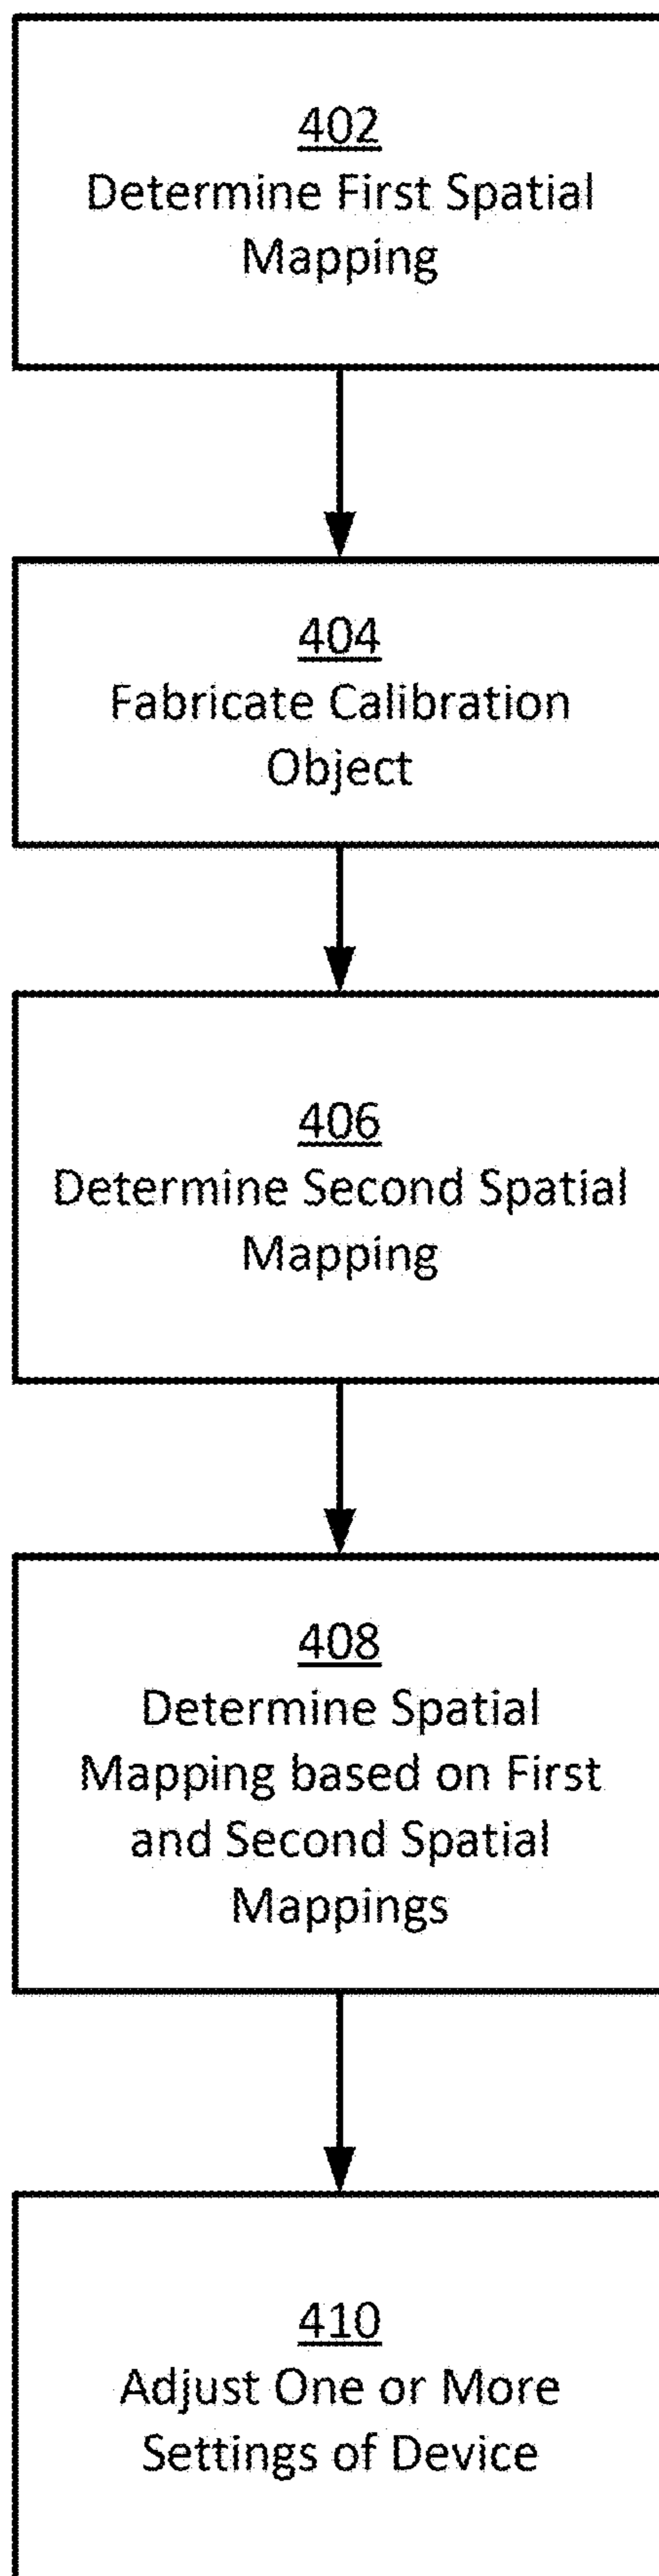 402
Determine First Spatial
Mapping
404
Fabricate Calibration
Object
406
Determine Second Spatial
Mapping
408
Determine Spatial
Mapping based on First
and Second Spatial
Mappings
410
Adjust One or More
Settings of Device